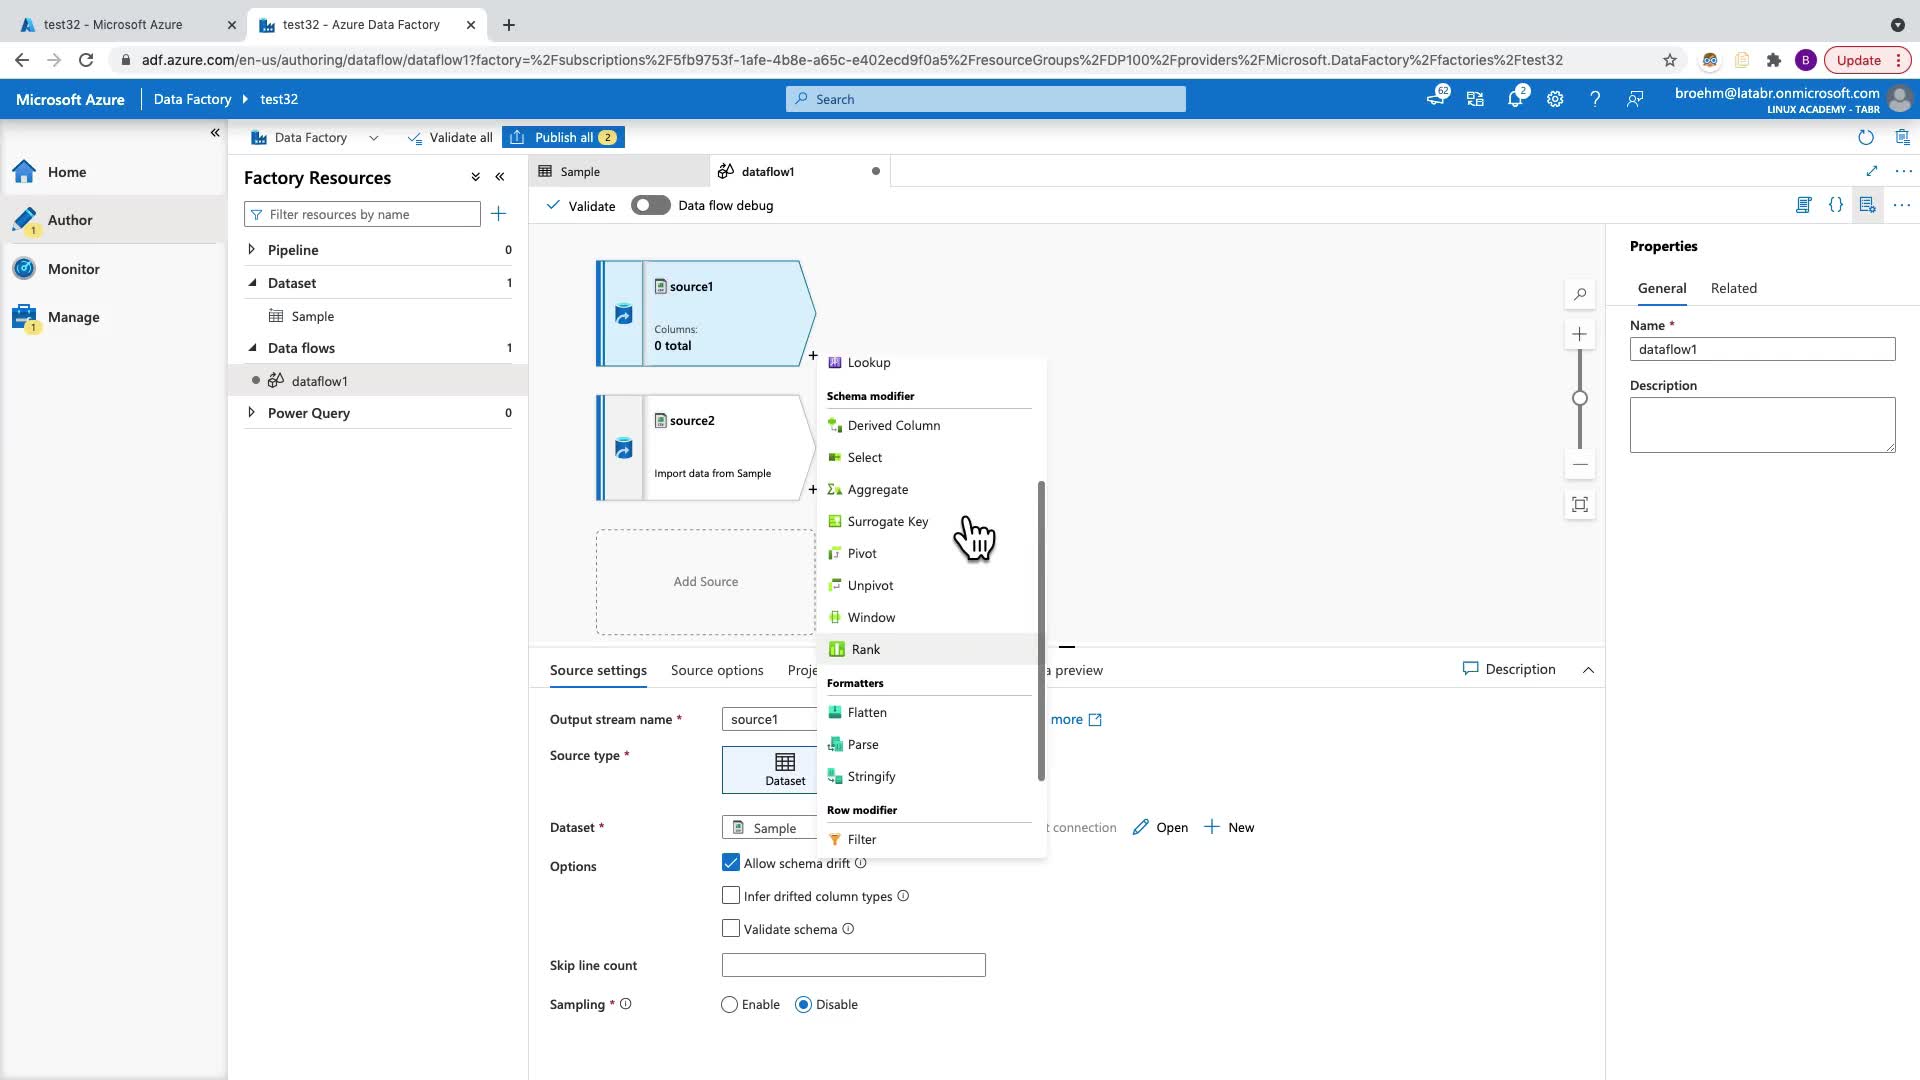 test32 - Microsoft Azure
test32 - Azure Data Factory
adf.azure.com/en-us/authoring/dataflow/dataflow1?factory=%2Fsubscriptions%2F5fb9753f-1afe-4b8e-a65c-e402ecd9f0a5%2FresourceGroups%2FDP100%2Fproviders%2FMicrosoft.DataFactory%2Ffactories%2Ftest32
B
Update
Microsoft Azure
Data Factory
test32
Search
62
2
broehm@latabr.onmicrosoft.com
LINUX ACADEMY - TABR
Data Factory
Validate all
Publish all 2
Home
Author
1
Monitor
Manage
1
Factory Resources
Filter resources by name
Pipeline 0
Dataset 1
Sample
Data flows 1
dataflow1
Power Query 0
Sample
dataflow1
Validate
Data flow debug
source1
Columns:
0 total
source2
Import data from Sample
Add Source
Lookup
Schema modifier
Derived Column
Select
Aggregate
Surrogate Key
Pivot
Unpivot
Window
Rank
Formatters
Flatten
Parse
Stringify
Row modifier
Filter
Source settings
Source options
Proje
a preview
Description
Output stream name *
source1
more
Source type *
Dataset
Dataset *
Sample
t connection
Open
New
Options
Allow schema drift
Infer drifted column types
Validate schema
Skip line count
Sampling *
Enable
Disable
Properties
General
Related
Name *
dataflow1
Description